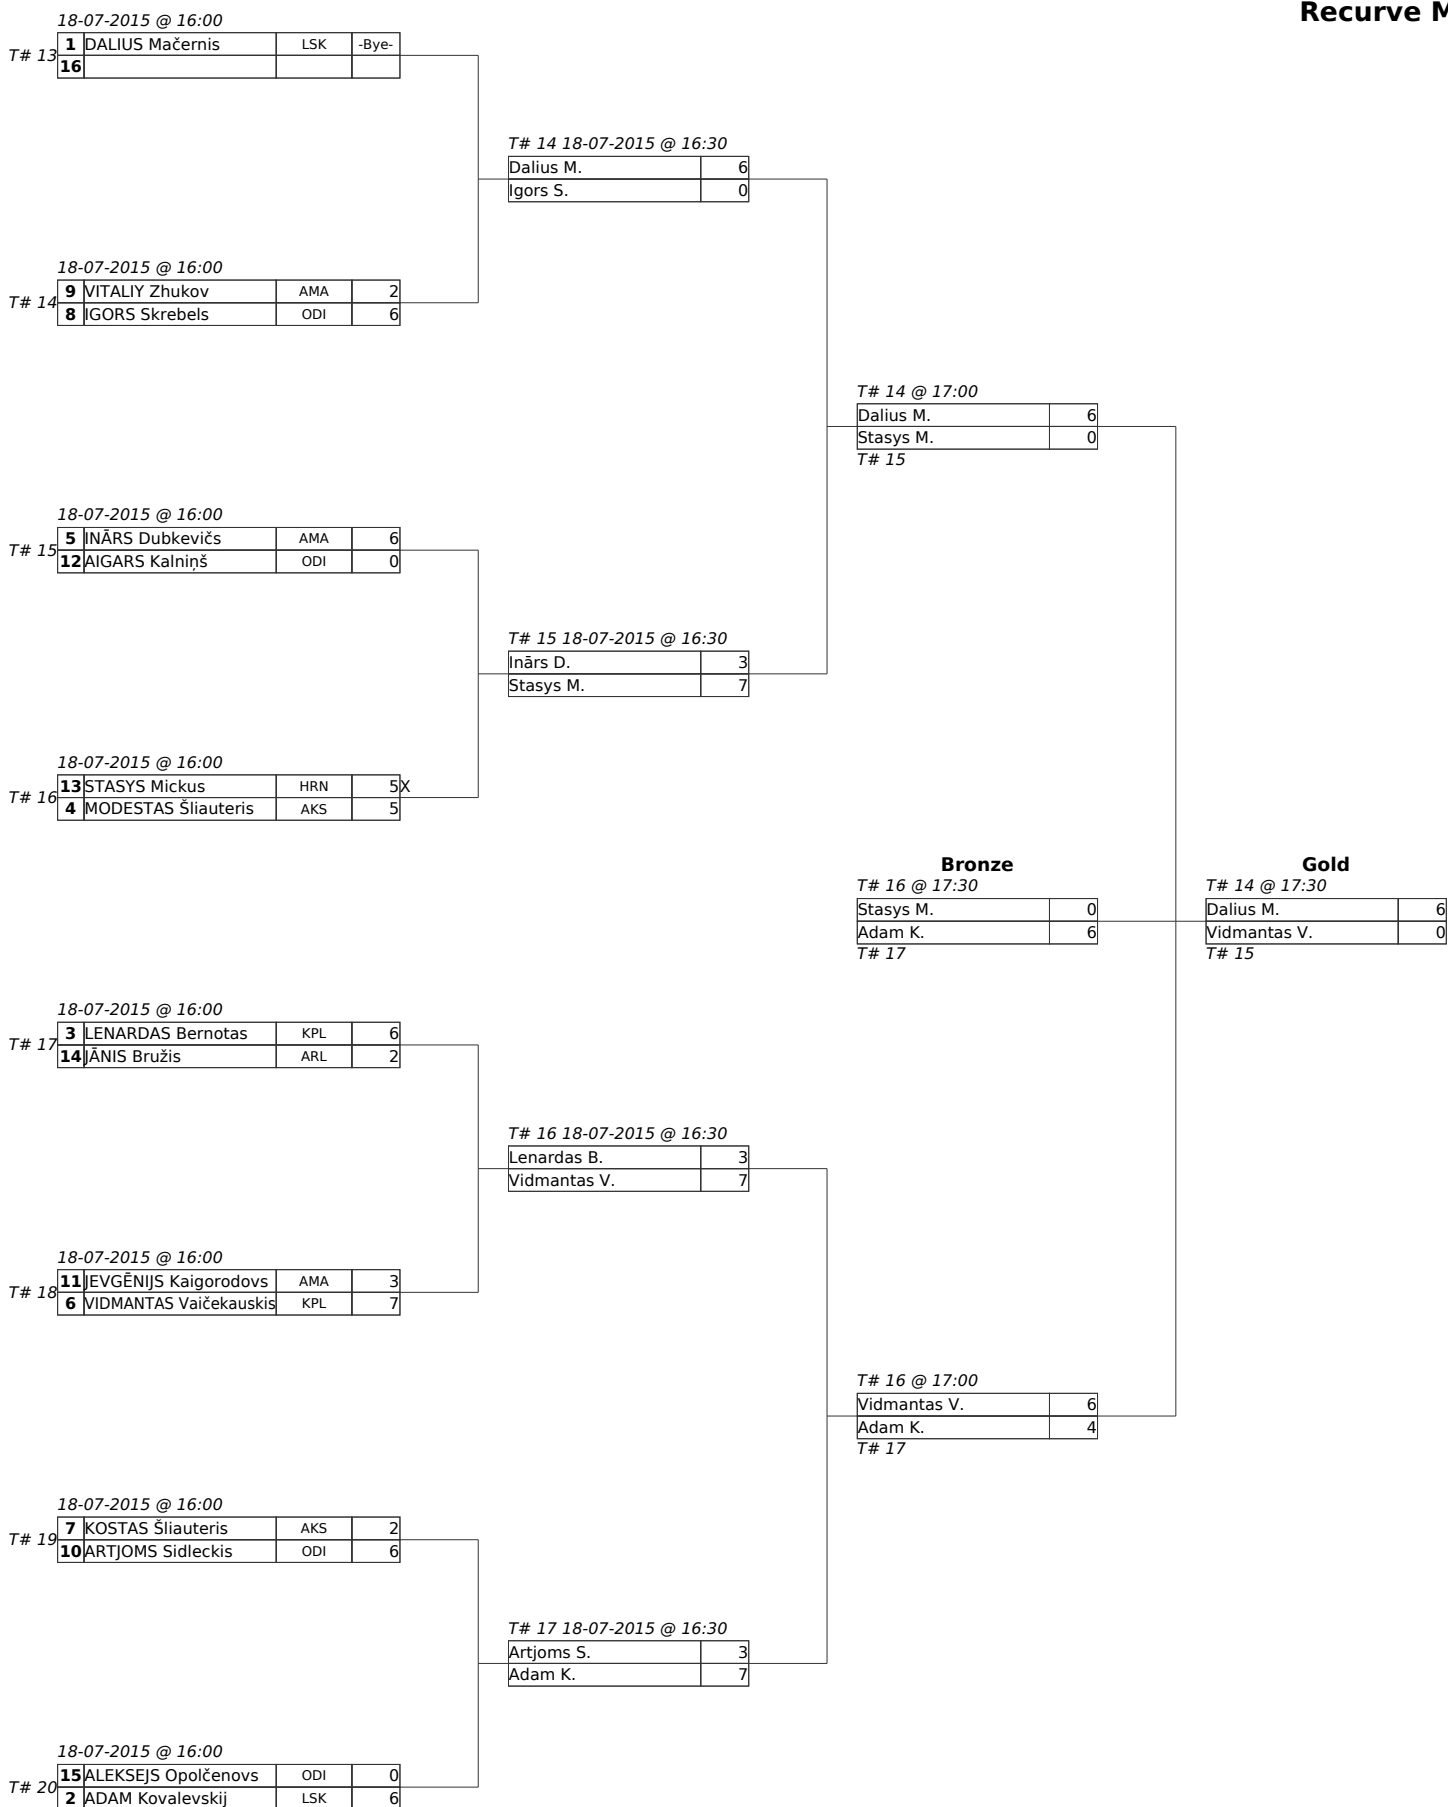 Recurve M
18-07-2015 @ 16:00
T# 13
1 DALIUS Mačernis LSK -Bye-
16
T# 14 18-07-2015 @ 16:30
Dalius M. 6
Igors S. 0
18-07-2015 @ 16:00
T# 14
9 VITALIY Zhukov AMA 2
8 IGORS Skrebels ODI 6
T# 14 @ 17:00
Dalius M. 6
Stasys M. 0
T# 15
18-07-2015 @ 16:00
T# 15
5 INĀRS Dubkevičs AMA 6
12 AIGARS Kalniņš ODI 0
T# 15 18-07-2015 @ 16:30
Inārs D. 3
Stasys M. 7
18-07-2015 @ 16:00
T# 16
13 STASYS Mickus HRN 5X
4 MODESTAS Šliauteris AKS 5
Bronze
T# 16 @ 17:30
Stasys M. 0
Adam K. 6
T# 17
Gold
T# 14 @ 17:30
Dalius M. 6
Vidmantas V. 0
T# 15
18-07-2015 @ 16:00
T# 17
3 LENARDAS Bernotas KPL 6
14 JĀNIS Bružis ARL 2
T# 16 18-07-2015 @ 16:30
Lenardas B. 3
Vidmantas V. 7
18-07-2015 @ 16:00
T# 18
11 JEVGĒNIJS Kaigorodovs AMA 3
6 VIDMANTAS Vaičekauskis KPL 7
T# 16 @ 17:00
Vidmantas V. 6
Adam K. 4
T# 17
18-07-2015 @ 16:00
T# 19
7 KOSTAS Šliauteris AKS 2
10 ARTJOMS Sidleckis ODI 6
T# 17 18-07-2015 @ 16:30
Artjoms S. 3
Adam K. 7
18-07-2015 @ 16:00
T# 20
15 ALEKSEJS Opolčenovs ODI 0
2 ADAM Kovalevskij LSK 6